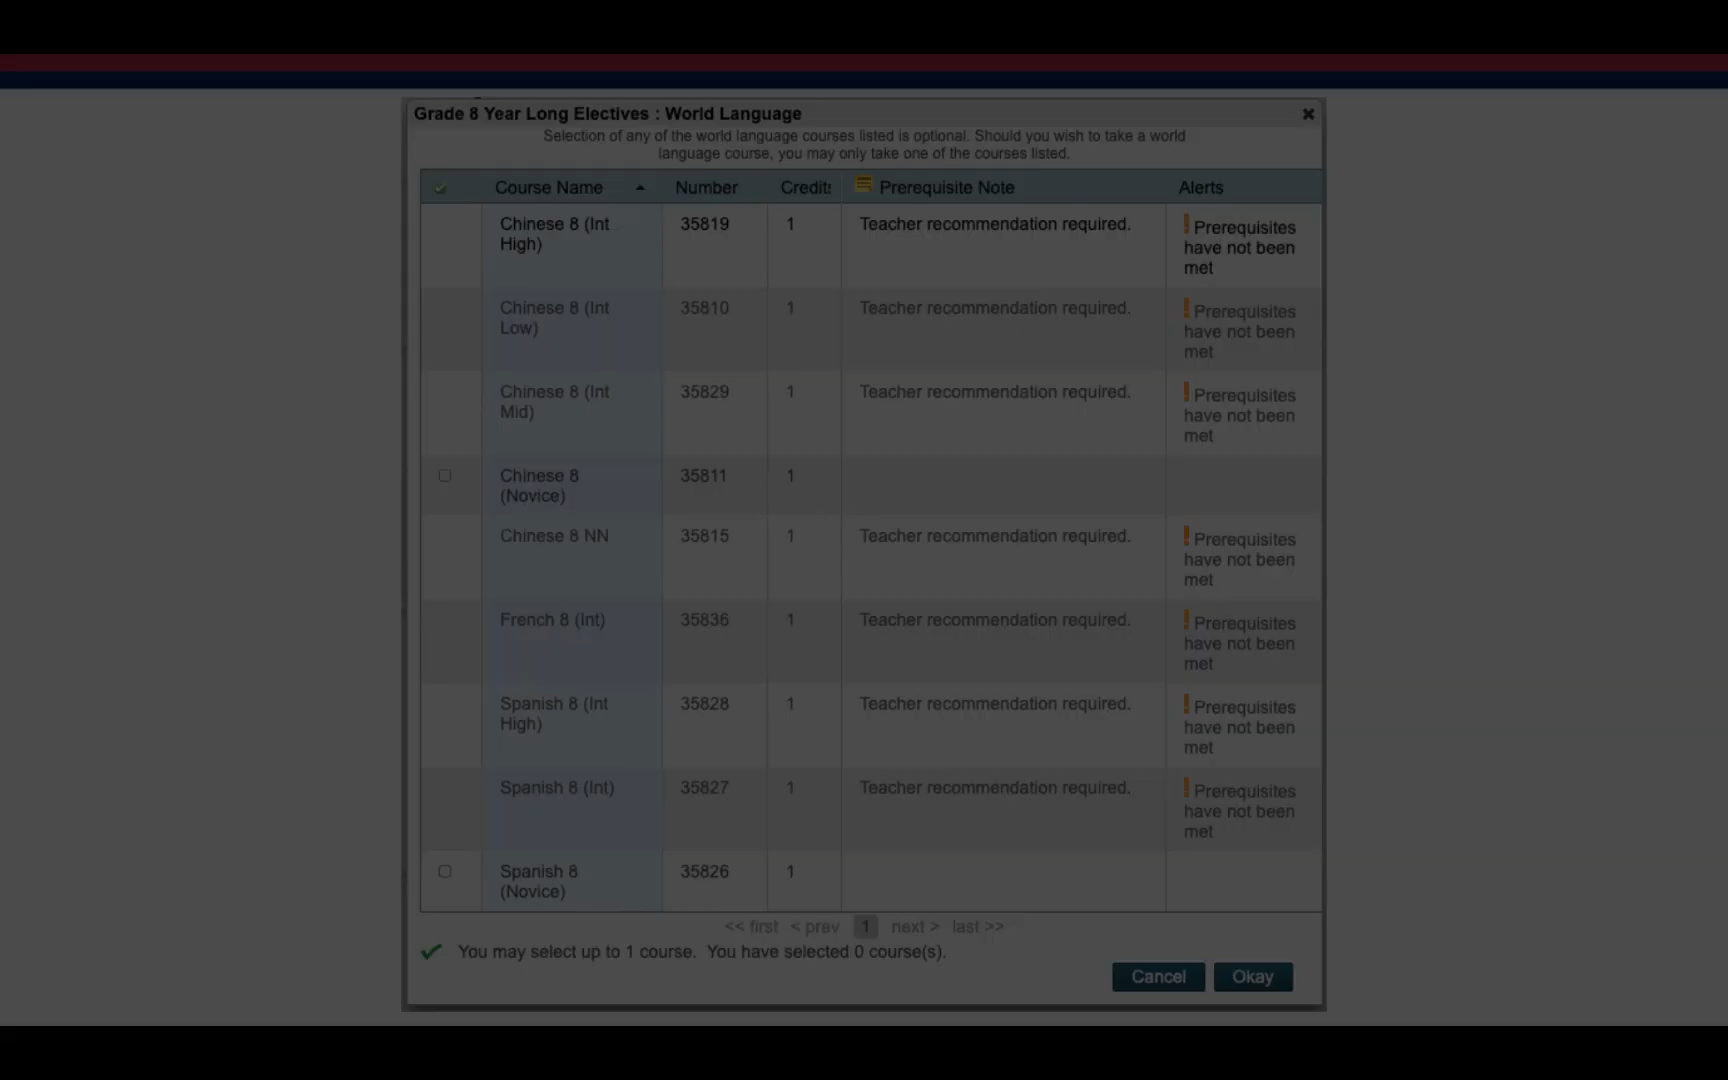 Grade 8 Year Long Electives : World Language
Selection of any of the world language courses listed is optional. Should you wish to take a world
language course, you may only take one of the courses listed.
Course Name Number Credits Prerequisite Note Alerts
Chinese 8 (Int High) 35819 1 Teacher recommendation required. Prerequisites have not been met
Chinese 8 (Int Low) 35810 1 Teacher recommendation required. Prerequisites have not been met
Chinese 8 (Int Mid) 35829 1 Teacher recommendation required. Prerequisites have not been met
Chinese 8 (Novice) 35811 1
Chinese 8 NN 35815 1 Teacher recommendation required. Prerequisites have not been met
French 8 (Int) 35836 1 Teacher recommendation required. Prerequisites have not been met
Spanish 8 (Int High) 35828 1 Teacher recommendation required. Prerequisites have not been met
Spanish 8 (Int) 35827 1 Teacher recommendation required. Prerequisites have not been met
Spanish 8 (Novice) 35826 1
<< first < prev 1 next > last >>
You may select up to 1 course. You have selected 0 course(s).
Cancel Okay